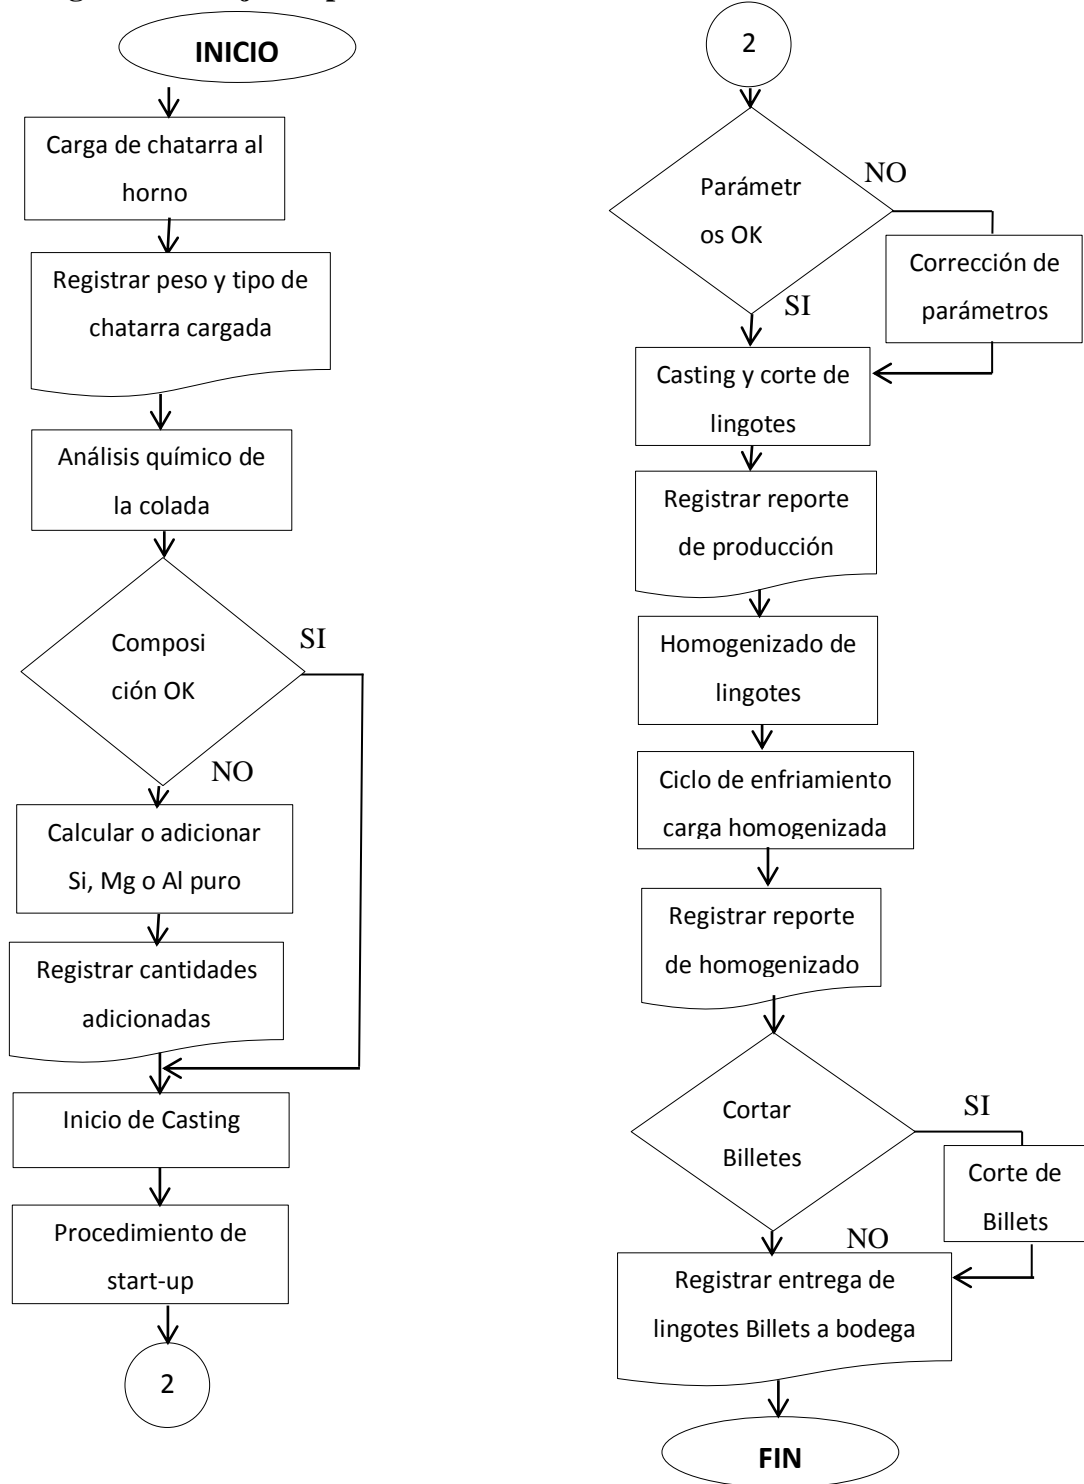 INICIO
Carga de chatarra al
horno
Registrar peso y tipo de
chatarra cargada
Análisis químico de
la colada
Composi
ción OK
SI
NO
Calcular o adicionar
Si, Mg o Al puro
Registrar cantidades
adicionadas
Inicio de Casting
Procedimiento de
start-up
2
2
Parámetr
os OK
NO
SI
Corrección de
parámetros
Casting y corte de
lingotes
Registrar reporte
de producción
Homogenizado de
lingotes
Ciclo de enfriamiento
carga homogenizada
Registrar reporte
de homogenizado
Cortar
Billetes
SI
NO
Corte de
Billets
Registrar entrega de
lingotes Billets a bodega
FIN